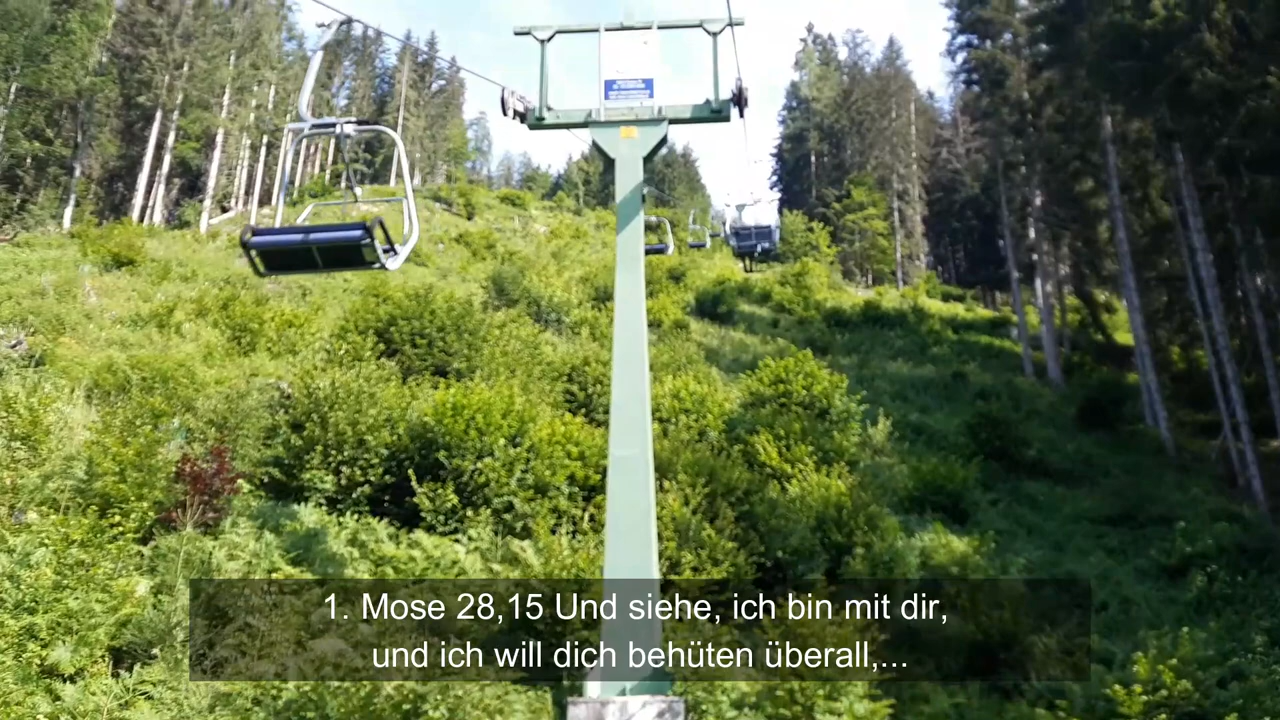 1. Mose 28,15 Und siehe, ich bin mit dir,
und ich will dich behüten überall,...